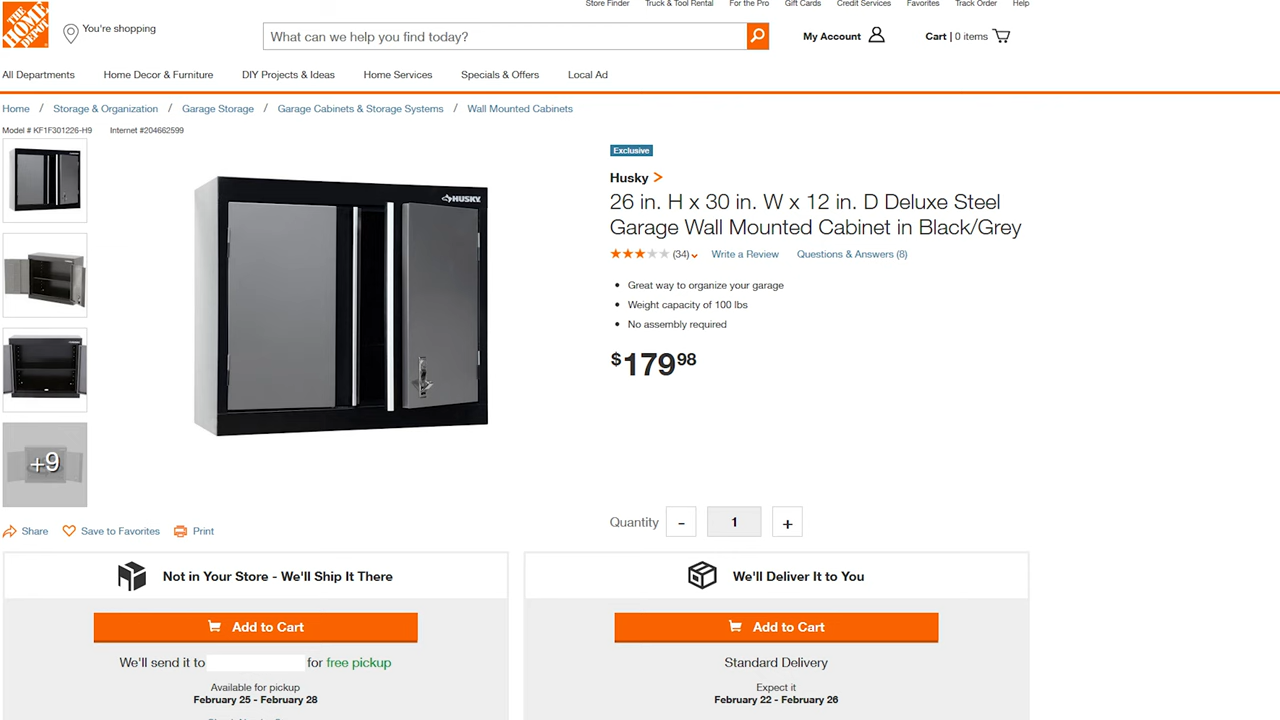 Store Finder Truck & Tool Rental For the Pro Gift Cards Credit Services Favorites Track Order Help
THE HOME DEPOT
You're shopping
What can we help you find today?
My Account
Cart | 0 items
All Departments Home Decor & Furniture DIY Projects & Ideas Home Services Specials & Offers Local Ad
Home / Storage & Organization / Garage Storage / Garage Cabinets & Storage Systems / Wall Mounted Cabinets
Model # KF1F301226-H9 Internet #204662599
HUSKY
+9
Exclusive
Husky >
26 in. H x 30 in. W x 12 in. D Deluxe Steel
Garage Wall Mounted Cabinet in Black/Grey
(34) Write a Review Questions & Answers (8)
• Great way to organize your garage
• Weight capacity of 100 lbs
• No assembly required
$179 98
Quantity - 1 +
Share Save to Favorites Print
Not in Your Store - We'll Ship It There
Add to Cart
We'll send it to for free pickup
Available for pickup
February 25 - February 28
We'll Deliver It to You
Add to Cart
Standard Delivery
Expect it
February 22 - February 26